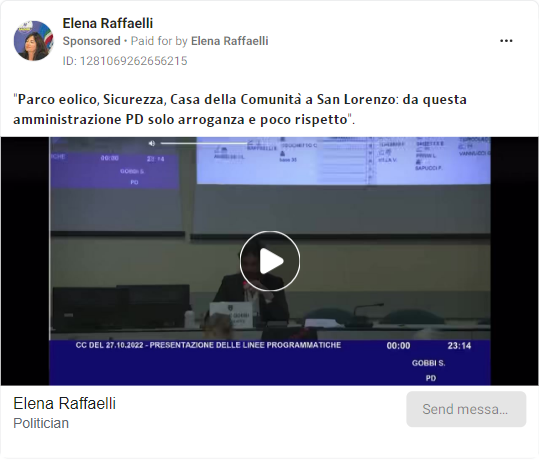 Elena Raffaelli
Sponsored • Paid for by Elena Raffaelli
ID: 1281069262656215
"Parco eolico, Sicurezza, Casa della Comunità a San Lorenzo: da questa
amministrazione PD solo arroganza e poco rispetto".
00:00 23:14
GOBBI S.
PD
CC DEL 27.10.2022 - PRESENTAZIONE DELLE LINEE PROGRAMMATICHE 00:00 23:14
GOBBI S.
PD
Elena Raffaelli
Politician
Send messa...